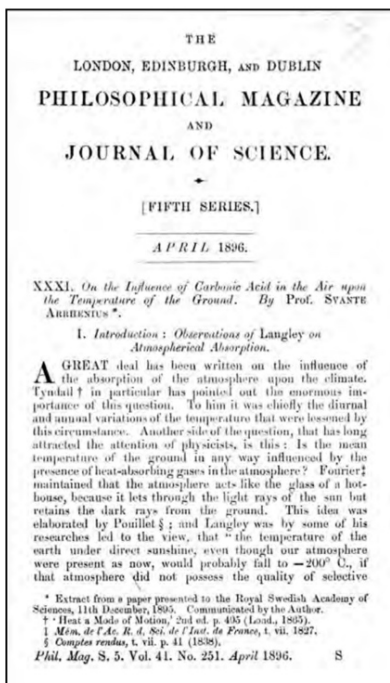 THE
LONDON, EDINBURGH, AND DUBLIN
PHILOSOPHICAL MAGAZINE
AND
JOURNAL OF SCIENCE.
[FIFTH SERIES.]
APRIL 1896.
XXXI. On the Influence of Carbonic Acid in the Air upon
the Temperature of the Ground. By Prof. SVANTE
ARRHENIUS *.
I. Introduction : Observations of Langley on
Atmospherical Absorption.
A GREAT deal has been written on the influence of
the absorption of the atmosphere upon the climate.
Tyndall † in particular has pointed out the enormous im-
portance of this question. To him it was chiefly the diurnal
and annual variations of the temperature that were lessened by
this circumstance. Another side of the question, that has long
attracted the attention of physicists, is this : Is the mean
temperature of the ground in any way influenced by the
presence of heat-absorbing gases in the atmosphere ? Fourier ‡
maintained that the atmosphere acts like the glass of a hot-
house, because it lets through the light rays of the sun but
retains the dark rays from the ground. This idea was
elaborated by Pouillet § ; and Langley was by some of his
researches led to the view, that “the temperature of the
earth under direct sunshine, even though our atmosphere
were present as now, would probably fall to −200° C., if
that atmosphere did not possess the quality of selective
* Extract from a paper presented to the Royal Swedish Academy of
Sciences, 11th December, 1895. Communicated by the Author.
† ‘Heat a Mode of Motion,’ 2nd ed. p. 405 (Lond., 1865).
‡ Mém. de l'Ac. R. d. Sci. de l'Inst. de France, t. vii. 1827.
§ Comptes rendus, t. vii. p. 41 (1838).
Phil. Mag. S. 5. Vol. 41. No. 251. April 1896. S